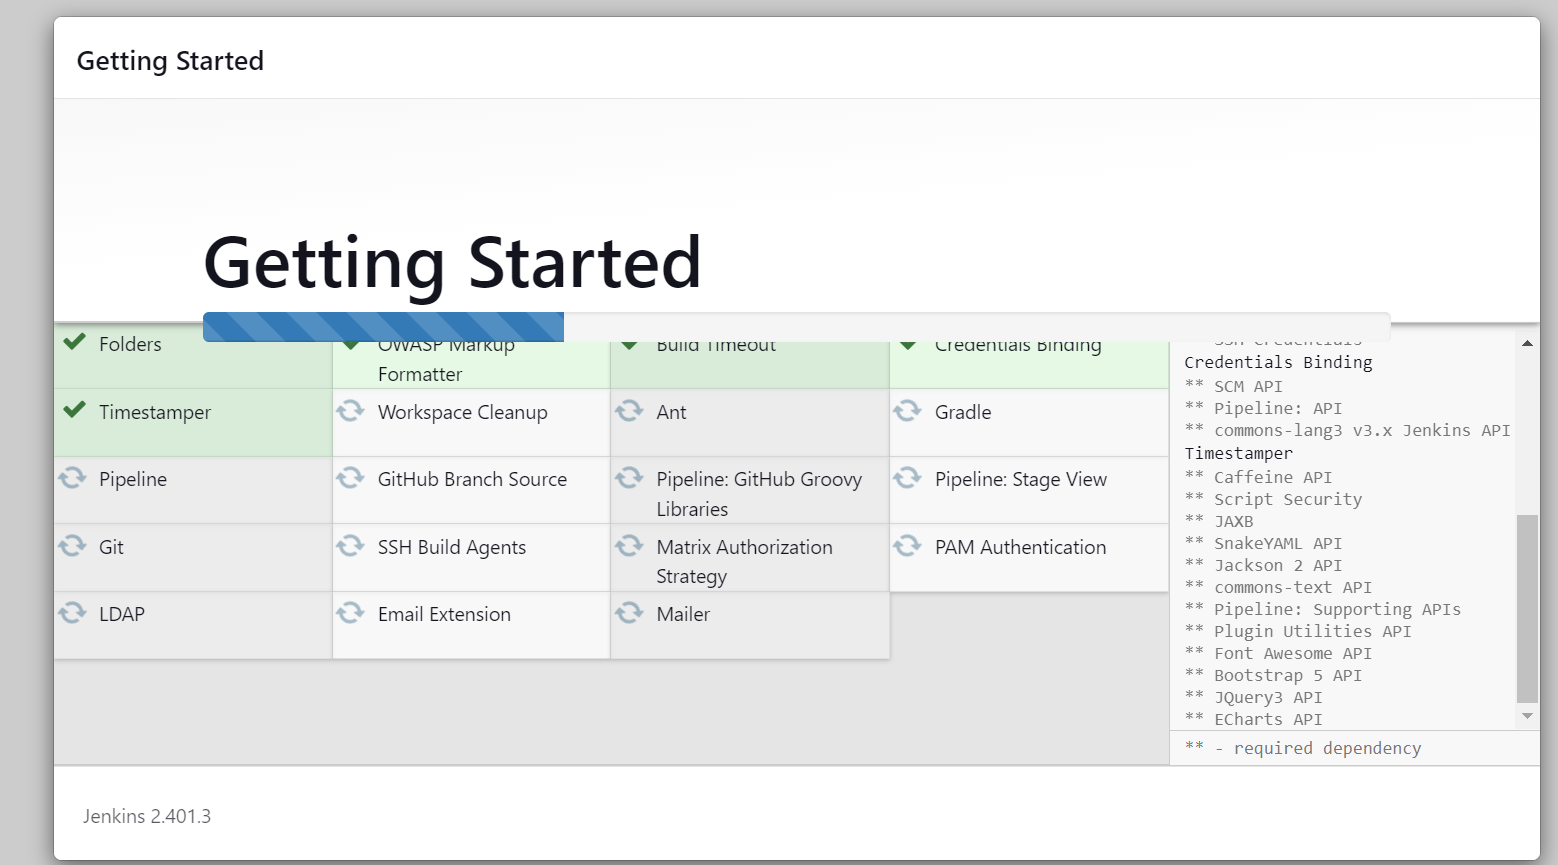 Getting Started
Getting Started
Folders
OWASP Markup
Formatter
Build Timeout
Credentials Binding
Timestamper
Workspace Cleanup
Ant
Gradle
Pipeline
GitHub Branch Source
Pipeline: GitHub Groovy
Libraries
Pipeline: Stage View
Git
SSH Build Agents
Matrix Authorization
Strategy
PAM Authentication
LDAP
Email Extension
Mailer
** SSH Credentials
Credentials Binding
** SCM API
** Pipeline: API
** commons-lang3 v3.x Jenkins API
Timestamper
** Caffeine API
** Script Security
** JAXB
** SnakeYAML API
** Jackson 2 API
** commons-text API
** Pipeline: Supporting APIs
** Plugin Utilities API
** Font Awesome API
** Bootstrap 5 API
** JQuery3 API
** ECharts API
** - required dependency
Jenkins 2.401.3